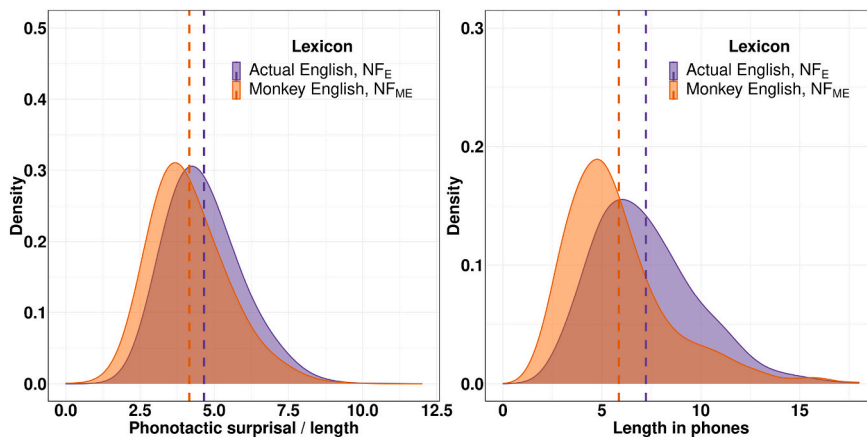 0.5
Lexicon
Actual English, NF_E
Monkey English, NF_ME
0.4
0.3
Density
0.2
0.1
0.0
0.0 2.5 5.0 7.5 10.0 12.5
Phonotactic surprisal / length
0.3
Lexicon
Actual English, NF_E
Monkey English, NF_ME
0.2
Density
0.1
0.0
0 5 10 15
Length in phones